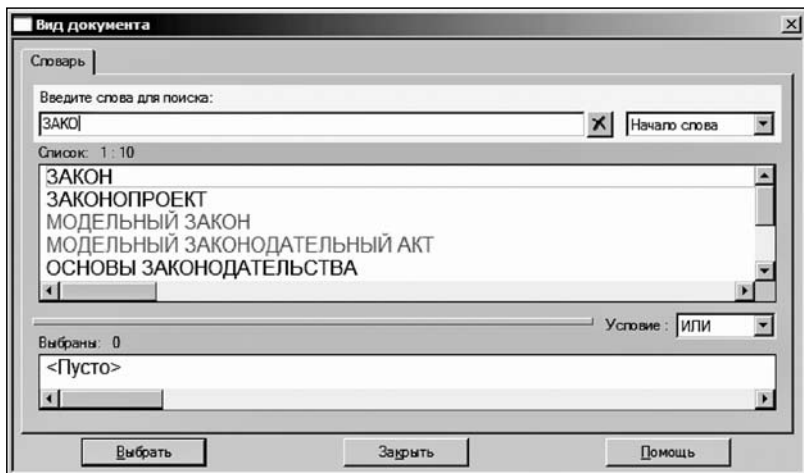 Вид документа
Словарь
Введите слова для поиска:
ЗАКО
Начало слова
Список: 1 : 10
ЗАКОН
ЗАКОНОПРОЕКТ
МОДЕЛЬНЫЙ ЗАКОН
МОДЕЛЬНЫЙ ЗАКОНОДАТЕЛЬНЫЙ АКТ
ОСНОВЫ ЗАКОНОДАТЕЛЬСТВА
Условие : ИЛИ
Выбраны: 0
<Пусто>
Выбрать Закрыть Помощь